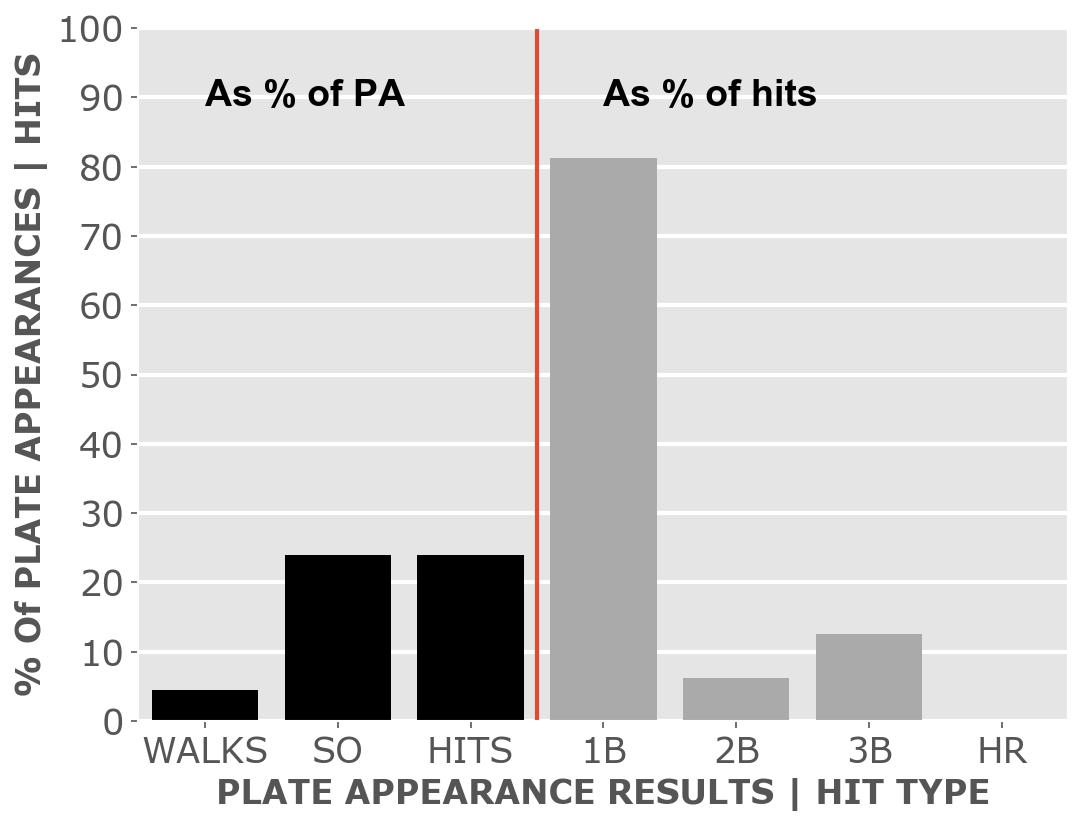 % Of PLATE APPEARANCES | HITS
100
90
80
70
60
50
40
30
20
10
0
As % of PA
As % of hits
WALKS SO HITS 1B 2B 3B HR
PLATE APPEARANCE RESULTS | HIT TYPE